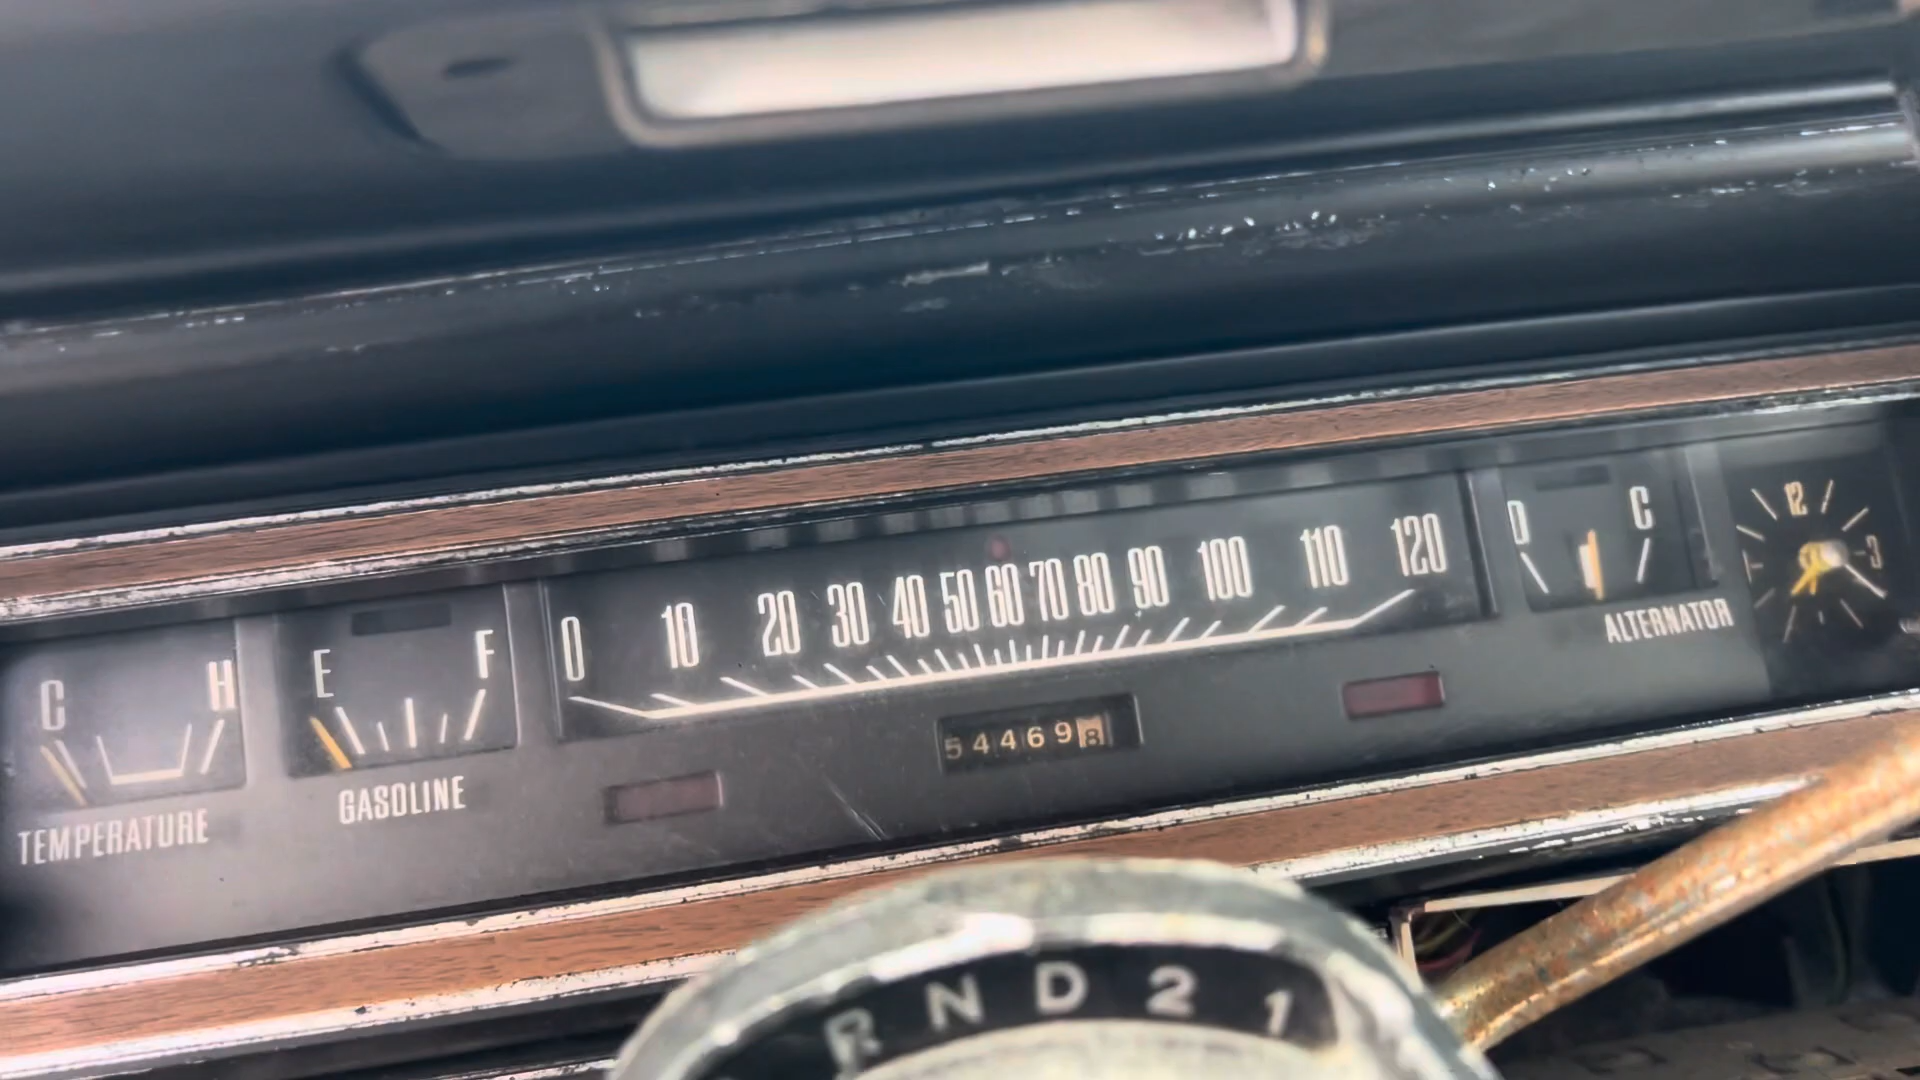 C H
TEMPERATURE
E F
GASOLINE
0 10 20 30 40 50 60 70 80 90 100 110 120
544698
D C
ALTERNATOR
12
3
R N D 2 1